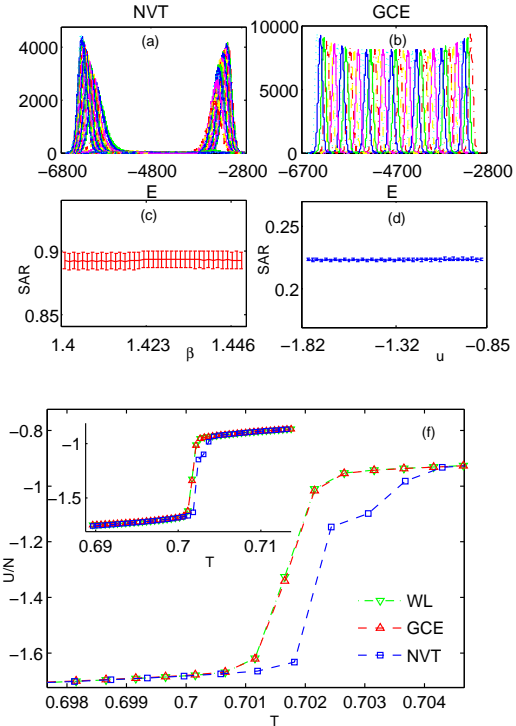 NVT GCE
(a) (b)
4000
2000
0
−6800 −4800 −2800
E
10000
5000
0
−6700 −4700 −2800
E
(c) (d)
SAR
0.9
0.85
1.4 1.423 1.446
β
SAR
0.25
0.2
−1.82 −1.32 −0.85
u
(f)
U/N
−0.8
−1
−1.2
−1.4
−1.6
0.698 0.699 0.7 0.701 0.702 0.703 0.704
T
−1
−1.5
0.69 0.7 0.71
T
WL
GCE
NVT